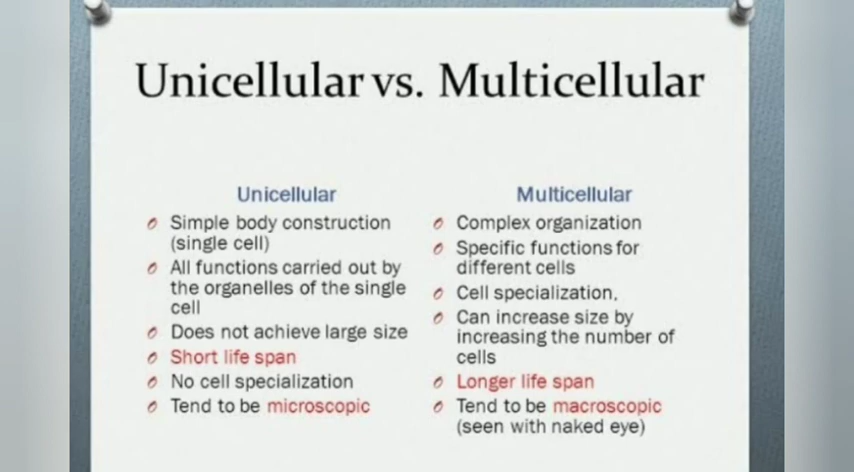 Unicellular vs. Multicellular
Unicellular
Simple body construction
(single cell)
All functions carried out by
the organelles of the single
cell
Does not achieve large size
Short life span
No cell specialization
Tend to be microscopic
Multicellular
Complex organization
Specific functions for
different cells
Cell specialization,
Can increase size by
increasing the number of
cells
Longer life span
Tend to be macroscopic
(seen with naked eye)